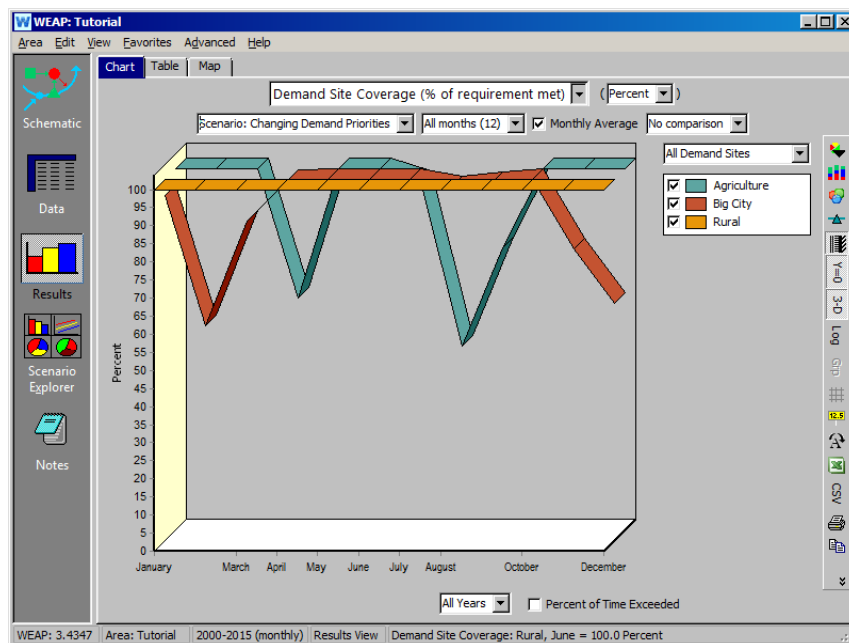 WEAP: Tutorial
Area Edit View Favorites Advanced Help
Chart Table Map
Demand Site Coverage (% of requirement met) (Percent)
Scenario: Changing Demand Priorities All months (12) Monthly Average No comparison
All Demand Sites
Agriculture
Big City
Rural
Schematic
Data
Results
Scenario
Explorer
Notes
Percent
100
95
90
85
80
75
70
65
60
55
50
45
40
35
30
25
20
15
10
5
0
January March April May June July August October December
Y=0
3-D
Log
Grp
12.5
A
CSV
All Years Percent of Time Exceeded
WEAP: 3.4347 Area: Tutorial 2000-2015 (monthly) Results View Demand Site Coverage: Rural, June = 100.0 Percent